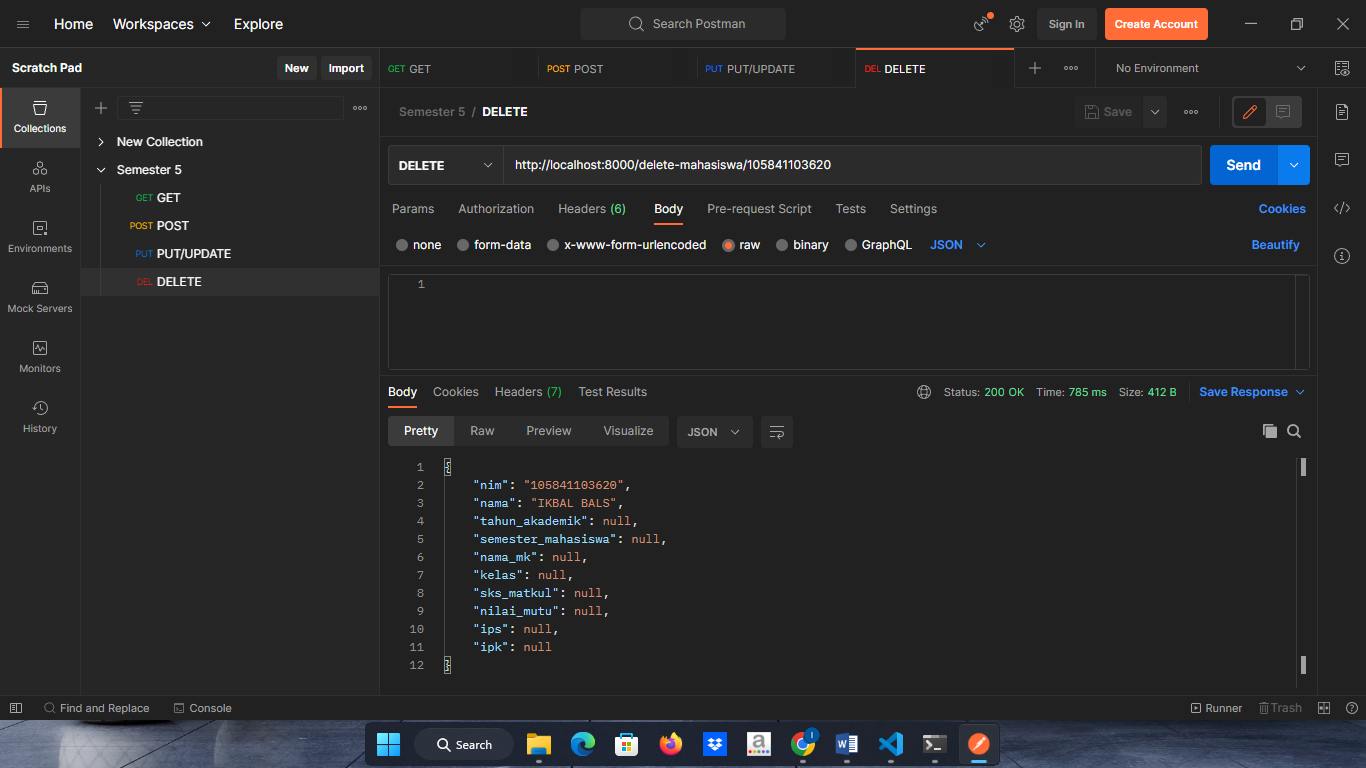 Home Workspaces Explore Search Postman Sign In Create Account
Scratch Pad New Import GET GET POST POST PUT PUT/UPDATE DEL DELETE No Environment
Collections
APIs
Environments
Mock Servers
Monitors
History
New Collection
Semester 5
GET GET
POST POST
PUT PUT/UPDATE
DEL DELETE
Semester 5 / DELETE Save
DELETE http://localhost:8000/delete-mahasiswa/105841103620 Send
Params Authorization Headers (6) Body Pre-request Script Tests Settings Cookies
none form-data x-www-form-urlencoded raw binary GraphQL JSON Beautify
1
Body Cookies Headers (7) Test Results Status: 200 OK Time: 785 ms Size: 412 B Save Response
Pretty Raw Preview Visualize JSON
1 {
2 "nim": "105841103620",
3 "nama": "IKBAL BALS",
4 "tahun_akademik": null,
5 "semester_mahasiswa": null,
6 "nama_mk": null,
7 "kelas": null,
8 "sks_matkul": null,
9 "nilai_mutu": null,
10 "ips": null,
11 "ipk": null
12 }
Find and Replace Console Runner Trash
Search